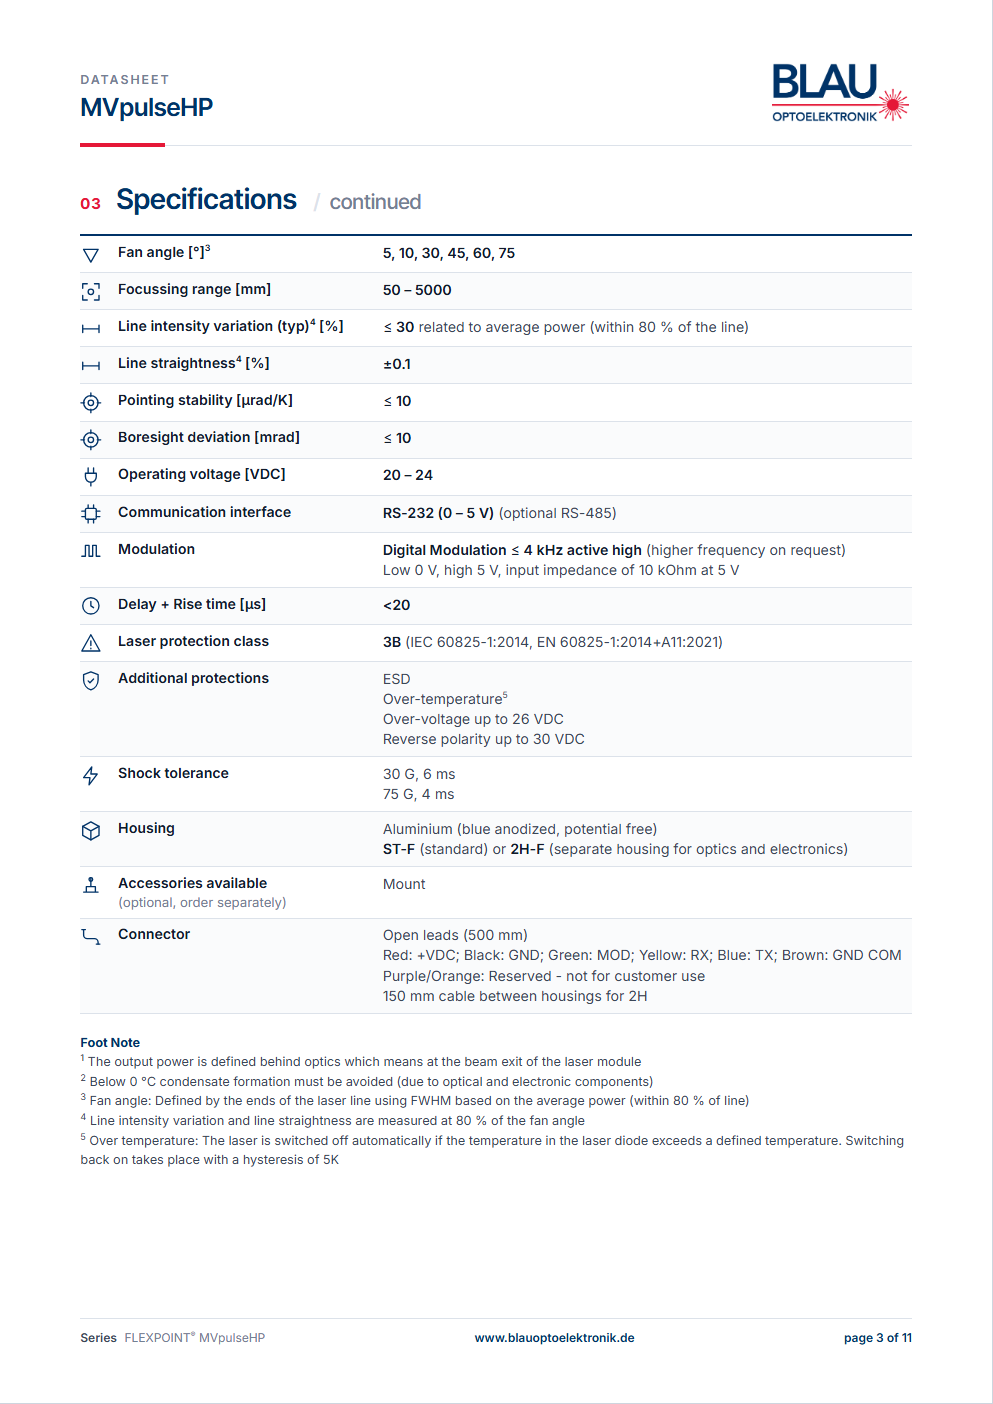 DATASHEET
MVpulseHP
BLAU
OPTOELEKTRONIK
03 Specifications / continued
Fan angle [°]³ 5, 10, 30, 45, 60, 75
Focussing range [mm] 50 – 5000
Line intensity variation (typ)⁴ [%] ≤ 30 related to average power (within 80 % of the line)
Line straightness⁴ [%] ±0.1
Pointing stability [µrad/K] ≤ 10
Boresight deviation [mrad] ≤ 10
Operating voltage [VDC] 20 – 24
Communication interface RS-232 (0 – 5 V) (optional RS-485)
Modulation Digital Modulation ≤ 4 kHz active high (higher frequency on request)
Low 0 V, high 5 V, input impedance of 10 kOhm at 5 V
Delay + Rise time [µs] <20
Laser protection class 3B (IEC 60825-1:2014, EN 60825-1:2014+A11:2021)
Additional protections ESD
Over-temperature⁵
Over-voltage up to 26 VDC
Reverse polarity up to 30 VDC
Shock tolerance 30 G, 6 ms
75 G, 4 ms
Housing Aluminium (blue anodized, potential free)
ST-F (standard) or 2H-F (separate housing for optics and electronics)
Accessories available Mount
(optional, order separately)
Connector Open leads (500 mm)
Red: +VDC; Black: GND; Green: MOD; Yellow: RX; Blue: TX; Brown: GND COM
Purple/Orange: Reserved - not for customer use
150 mm cable between housings for 2H
Foot Note
¹ The output power is defined behind optics which means at the beam exit of the laser module
² Below 0 °C condensate formation must be avoided (due to optical and electronic components)
³ Fan angle: Defined by the ends of the laser line using FWHM based on the average power (within 80 % of line)
⁴ Line intensity variation and line straightness are measured at 80 % of the fan angle
⁵ Over temperature: The laser is switched off automatically if the temperature in the laser diode exceeds a defined temperature. Switching
back on takes place with a hysteresis of 5K
Series FLEXPOINT® MVpulseHP www.blauoptoelektronik.de page 3 of 11